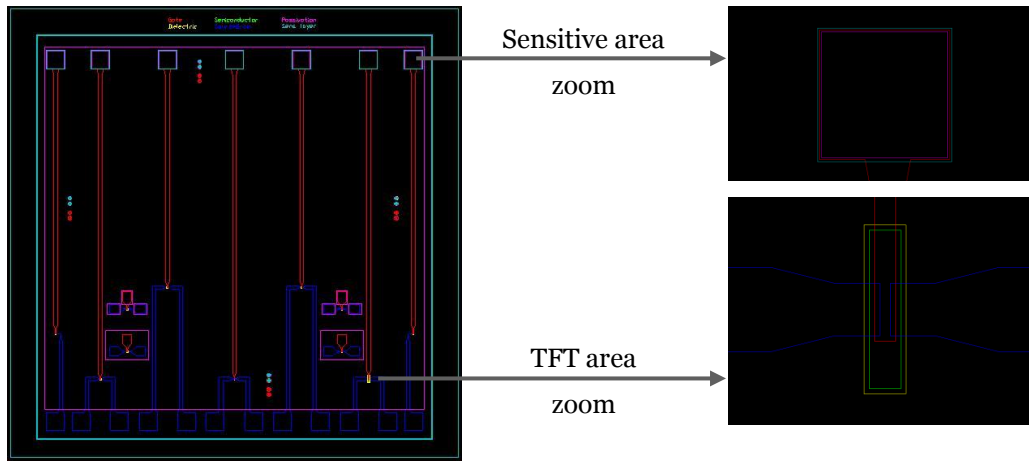 Gate Semiconductor Passivation
Dielectric Sens layer
Sensitive area
zoom
TFT area
zoom